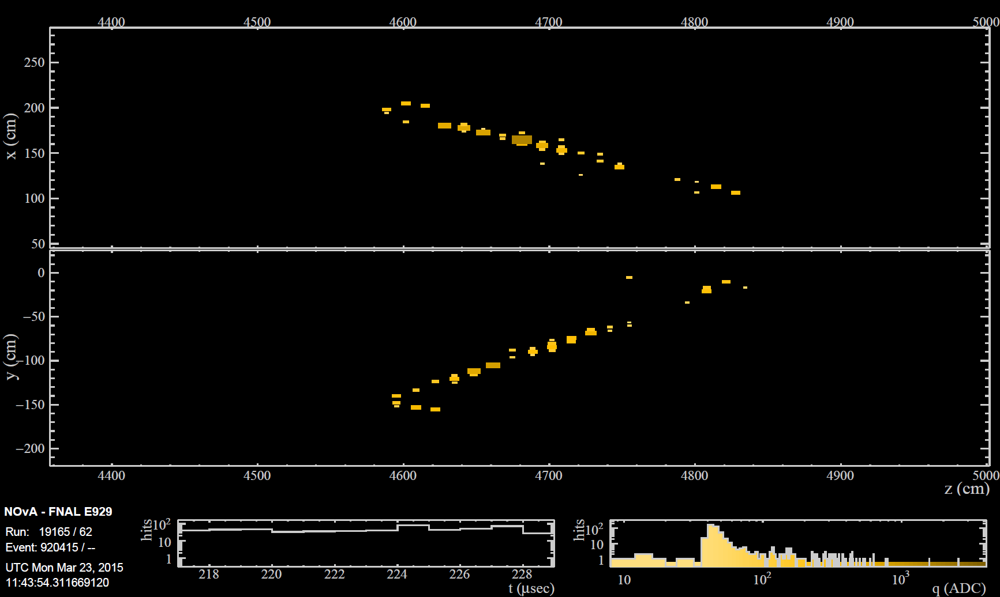 4400 4500 4600 4700 4800 4900 5000
250
200
150
100
50
x (cm)
0
−50
−100
−150
−200
y (cm)
4400 4500 4600 4700 4800 4900 5000
z (cm)
NOvA - FNAL E929
Run: 19165 / 62
Event: 920415 / --
UTC Mon Mar 23, 2015
11:43:54.311669120
hits
10²
10
1
218 220 222 224 226 228
t (μsec)
hits
10²
10
1
10 10² 10³
q (ADC)